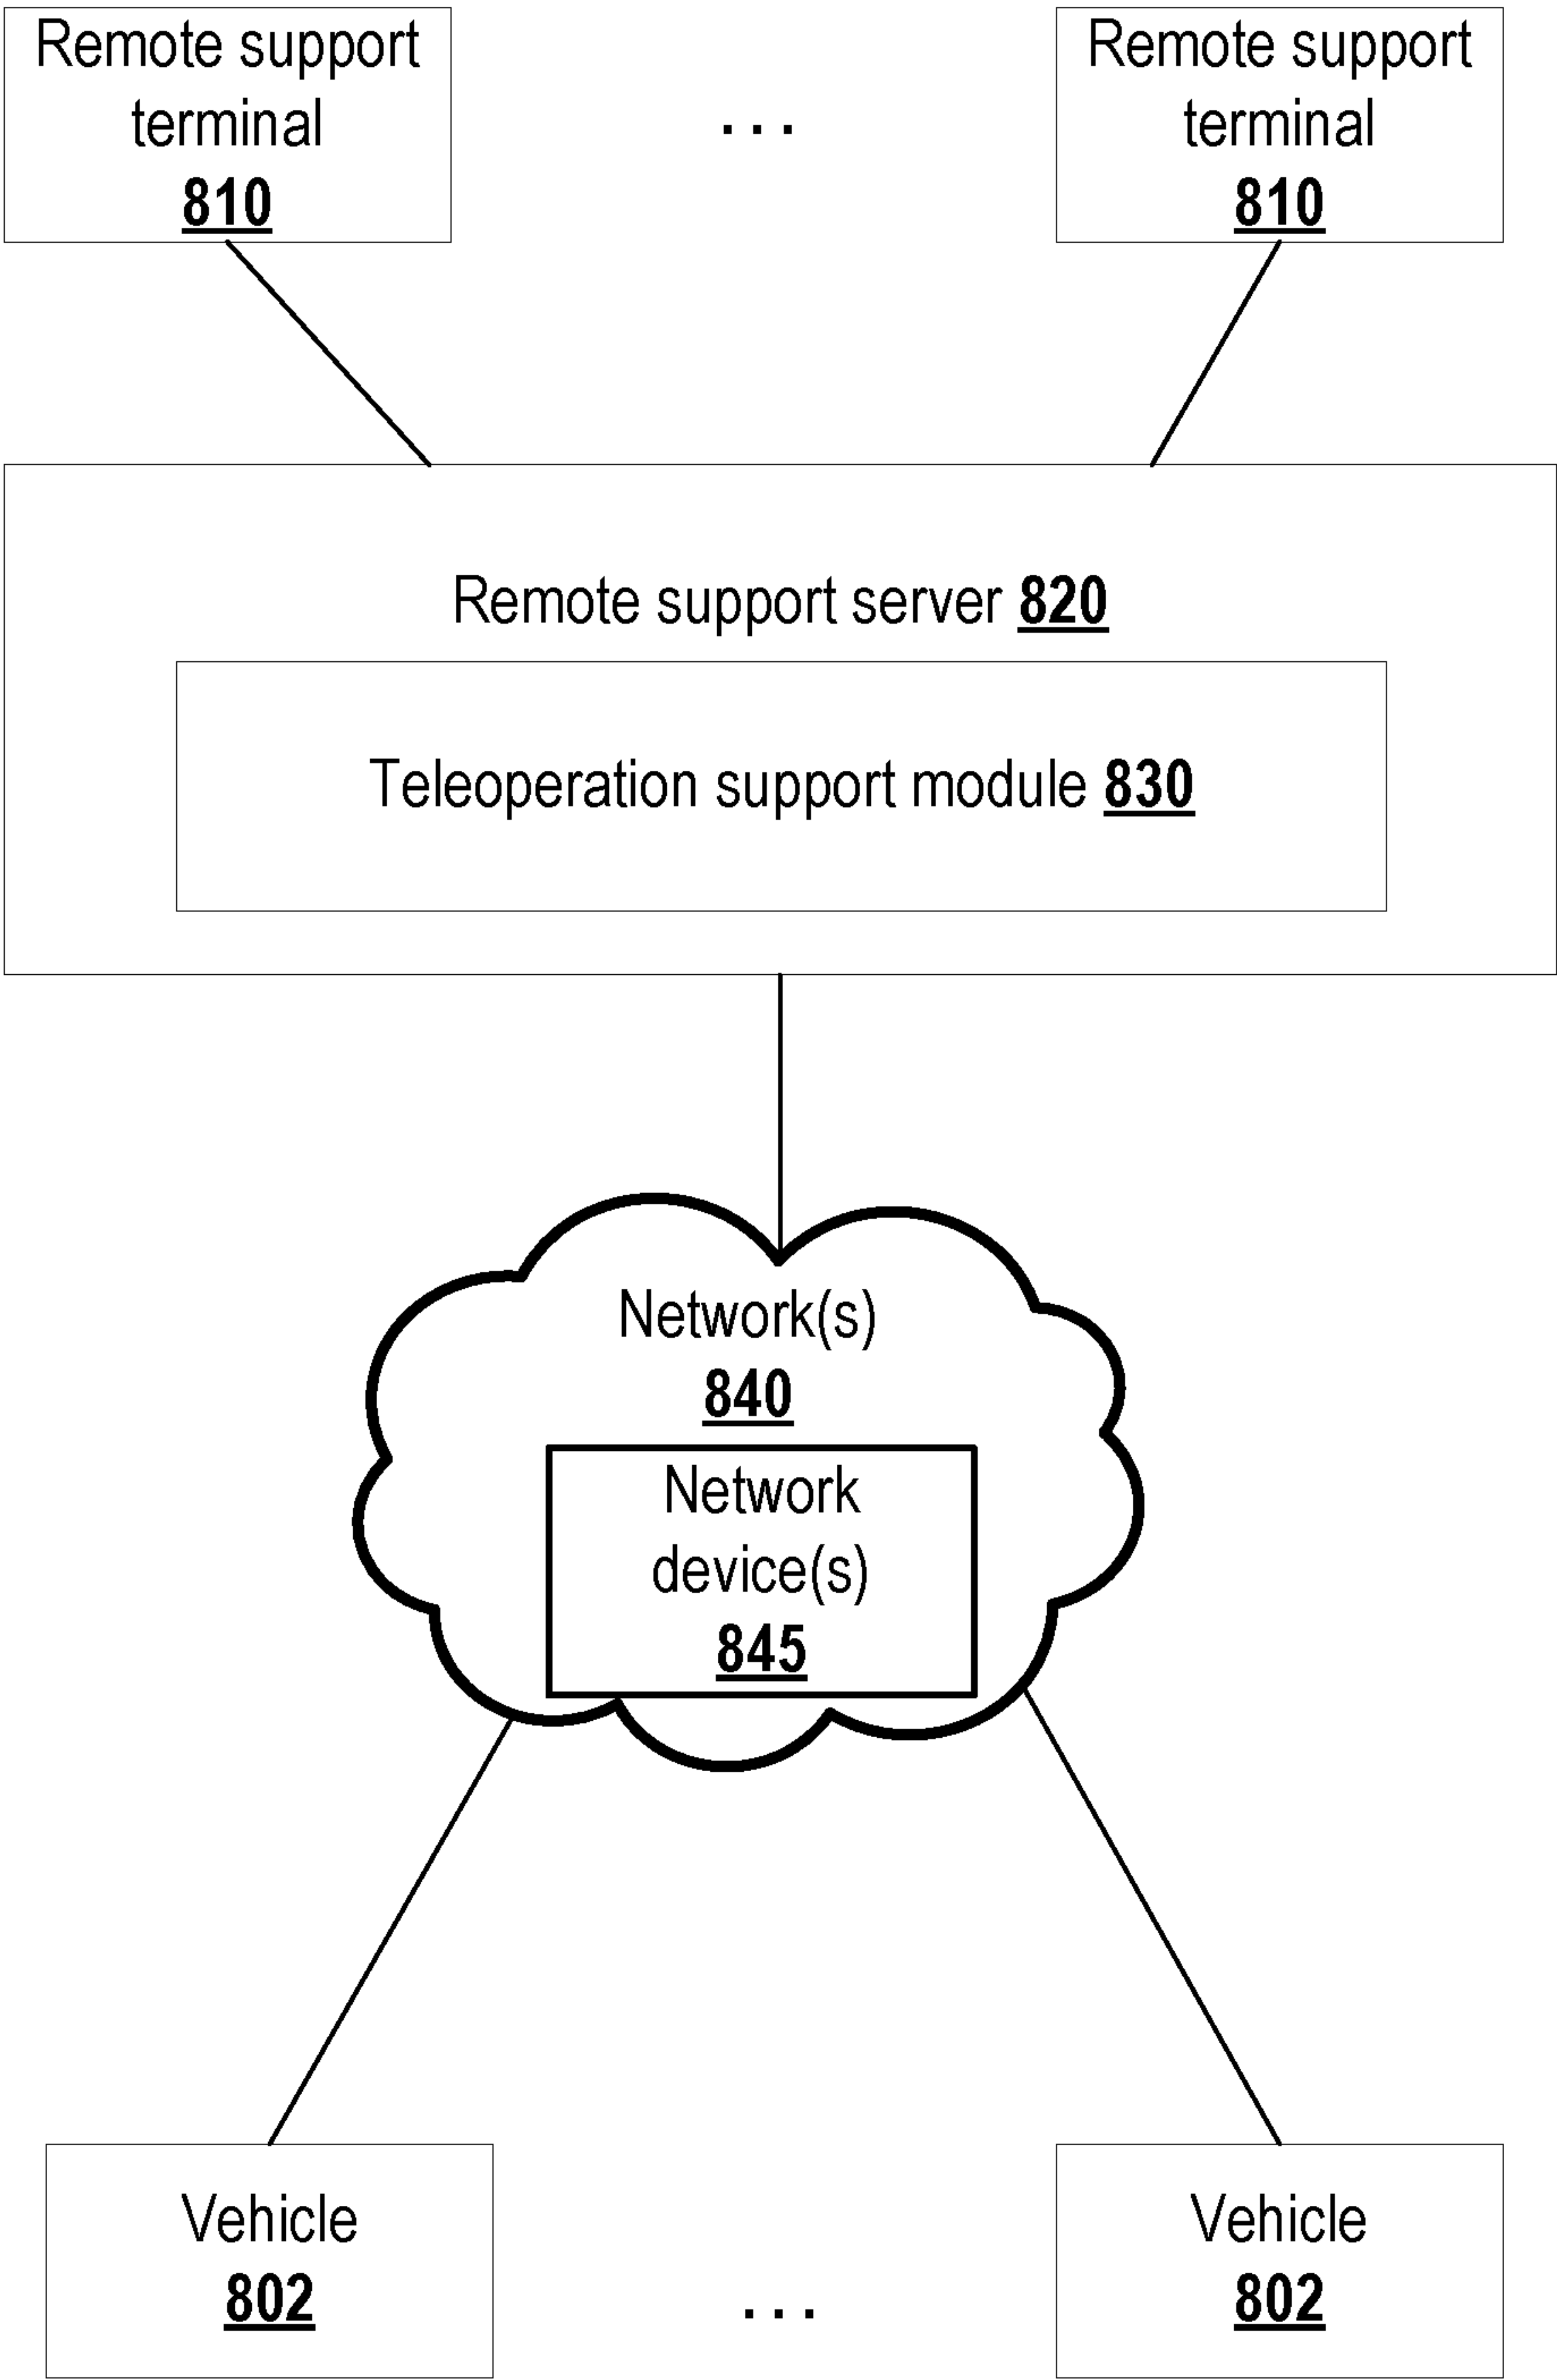 Remote support
terminal
810
...
Remote support
terminal
810
Remote support server 820
Teleoperation support module 830
Network(s)
840
Network
device(s)
845
Vehicle
802
...
Vehicle
802